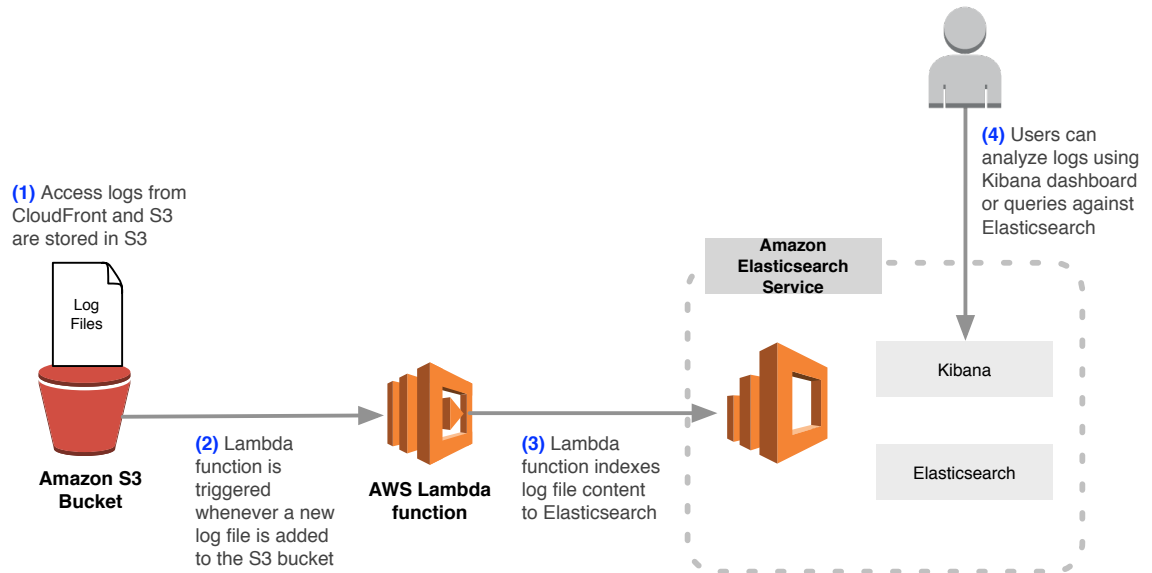 (1) Access logs from
CloudFront and S3
are stored in S3
Log
Files
Amazon S3
Bucket
(2) Lambda
function is
triggered
whenever a new
log file is added
to the S3 bucket
AWS Lambda
function
(3) Lambda
function indexes
log file content
to Elasticsearch
Amazon
Elasticsearch
Service
(4) Users can
analyze logs using
Kibana dashboard
or queries against
Elasticsearch
Kibana
Elasticsearch